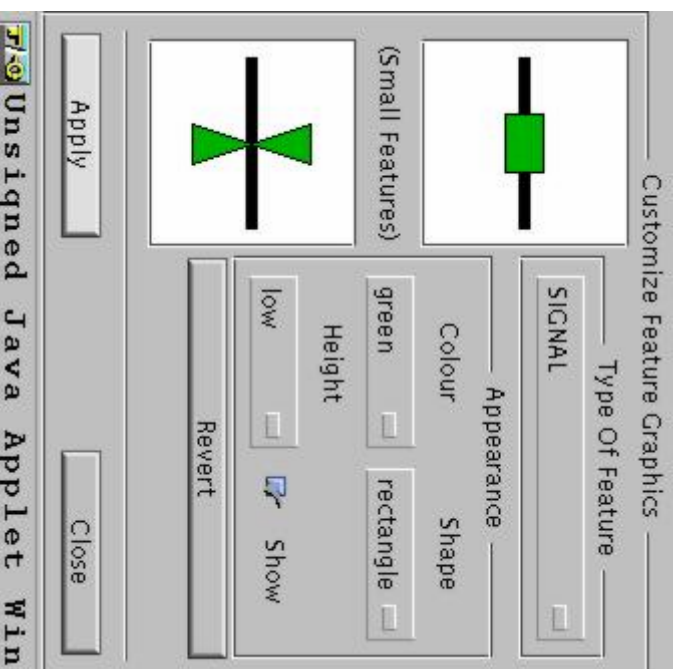 Customize Feature Graphics
Type Of Feature
SIGNAL
(Small Features)
Appearance
Colour
Shape
green
rectangle
Height
low
Show
Revert
Apply
Close
Unsigned Java Applet Win